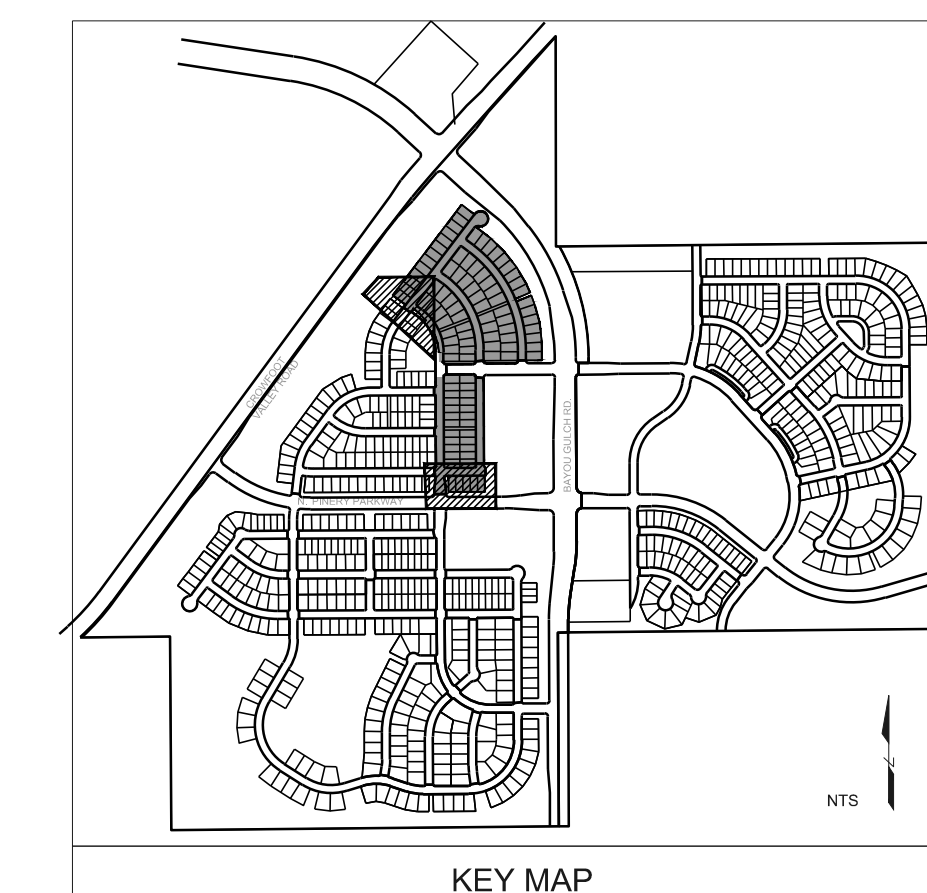 CROWFOOT
VALLEY ROAD
BAYOU GULCH RD.
N. PINERY PARKWAY
NTS
Z
KEY MAP